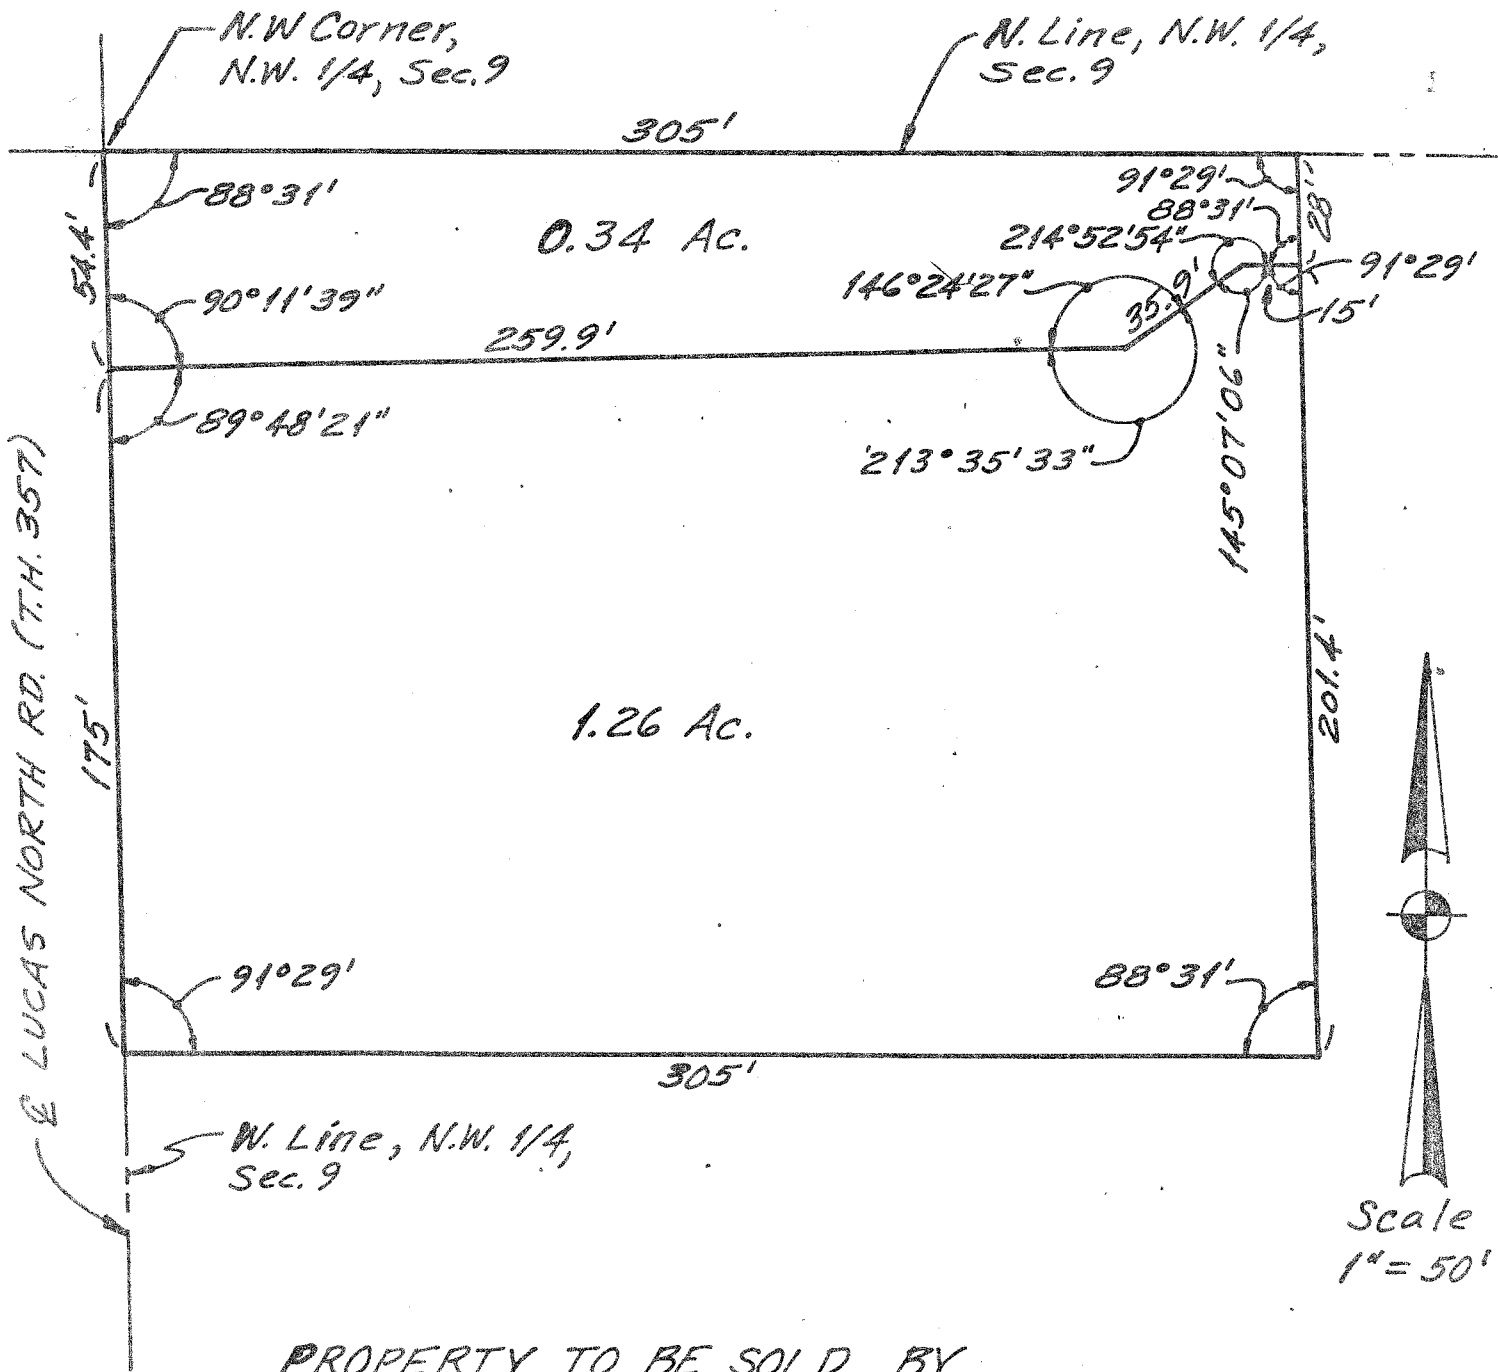 N.W Corner,
N.W. 1/4, Sec.9
N. Line, N.W. 1/4,
Sec. 9
305'
88°31'
91°29'
88°31'
28'
54.4'
0.34 Ac.
214°52'54"
146°24'27"
35.9'
91°29'
15'
90°11'39"
259.9'
89°48'21"
213°35'33"
145°07'06"
℄ LUCAS NORTH RD. (T.H. 357)
175'
1.26 Ac.
201.4'
91°29'
88°31'
305'
W. Line, N.W. 1/4,
Sec. 9
Scale
1" = 50'
PROPERTY TO BE SOLD BY